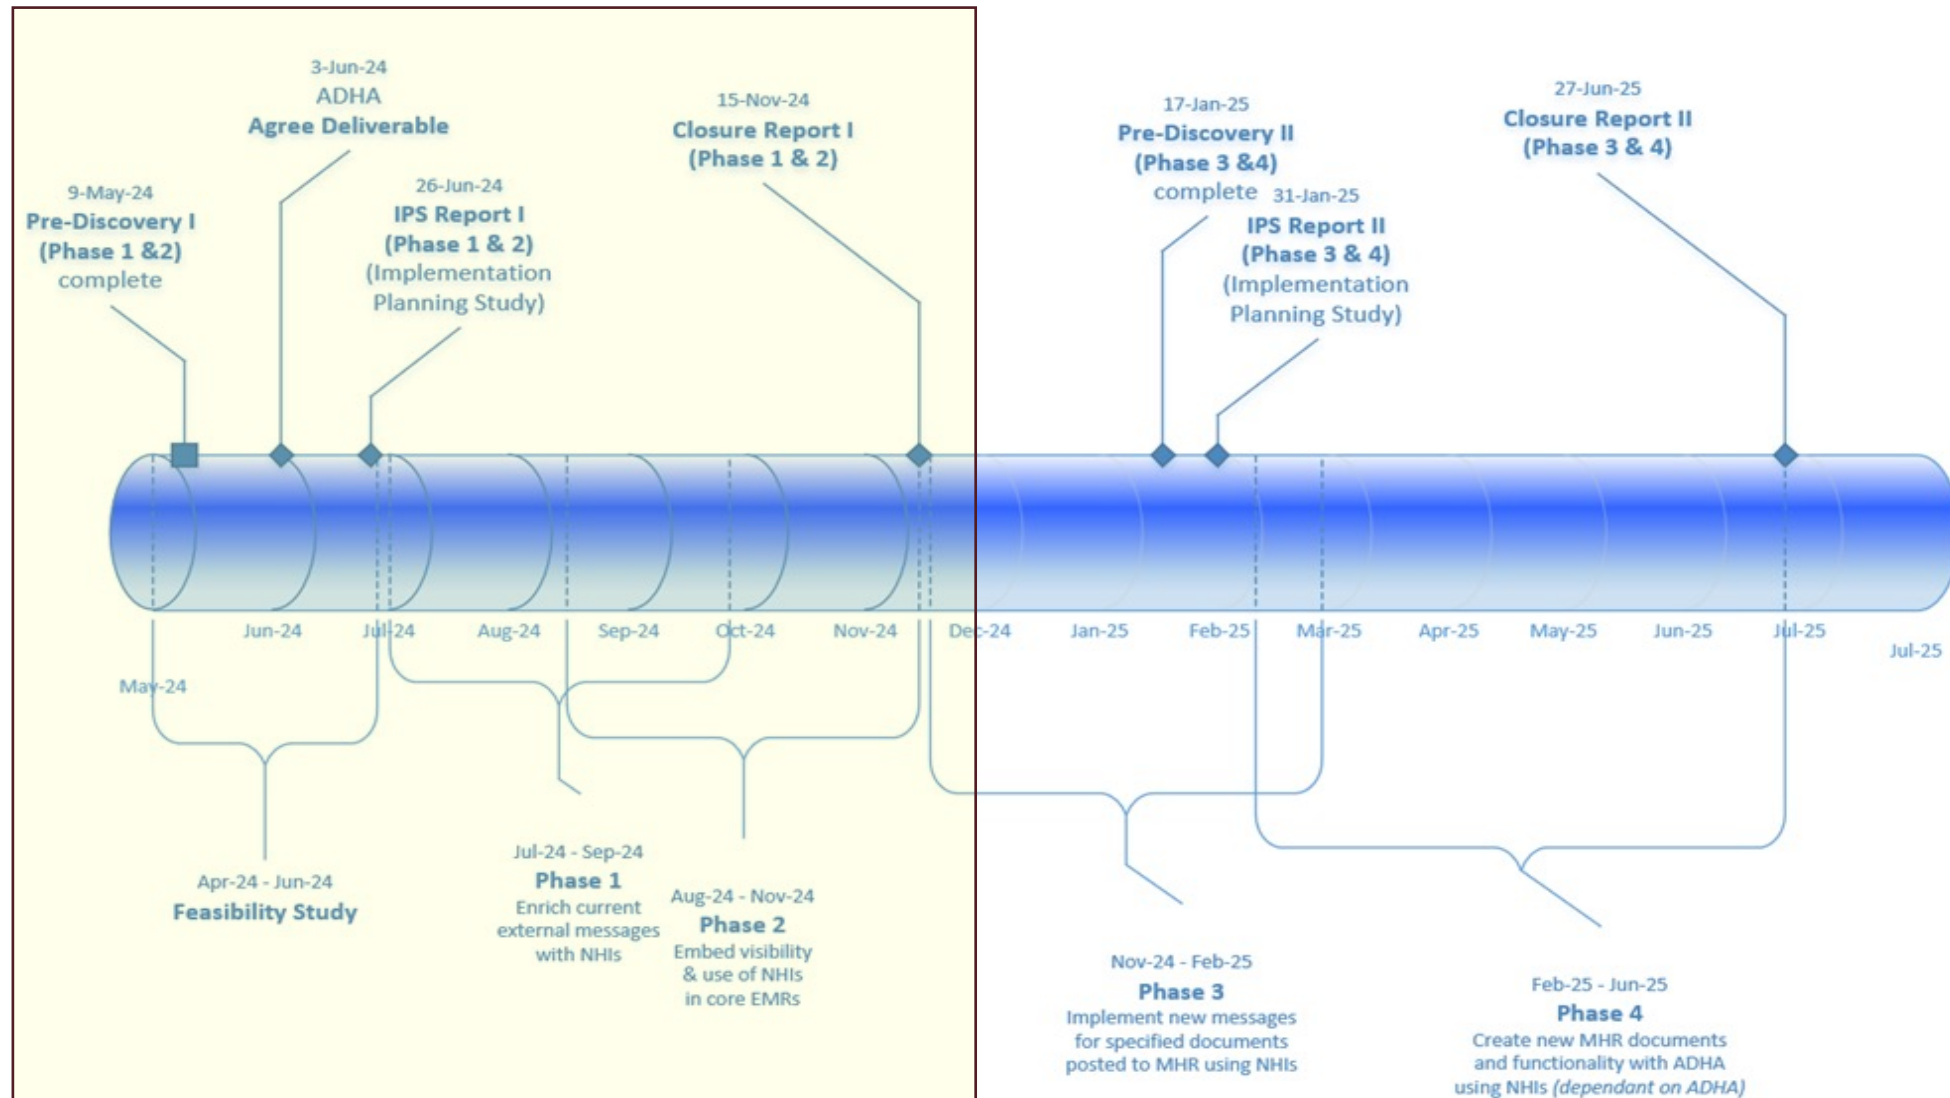 3-Jun-24
ADHA
Agree Deliverable
9-May-24
Pre-Discovery I
(Phase 1 &2)
complete
26-Jun-24
IPS Report I
(Phase 1 & 2)
(Implementation
Planning Study)
15-Nov-24
Closure Report I
(Phase 1 & 2)
17-Jan-25
Pre-Discovery II
(Phase 3 &4)
complete
31-Jan-25
IPS Report II
(Phase 3 & 4)
(Implementation
Planning Study)
27-Jun-25
Closure Report II
(Phase 3 & 4)
May-24
Jun-24
Jul-24
Aug-24
Sep-24
Oct-24
Nov-24
Dec-24
Jan-25
Feb-25
Mar-25
Apr-25
May-25
Jun-25
Jul-25
Jul-25
Apr-24 - Jun-24
Feasibility Study
Jul-24 - Sep-24
Phase 1
Enrich current
external messages
with NHIs
Aug-24 - Nov-24
Phase 2
Embed visibility
& use of NHIs
in core EMRs
Nov-24 - Feb-25
Phase 3
Implement new messages
for specified documents
posted to MHR using NHIs
Feb-25 - Jun-25
Phase 4
Create new MHR documents
and functionality with ADHA
using NHIs (dependant on ADHA)